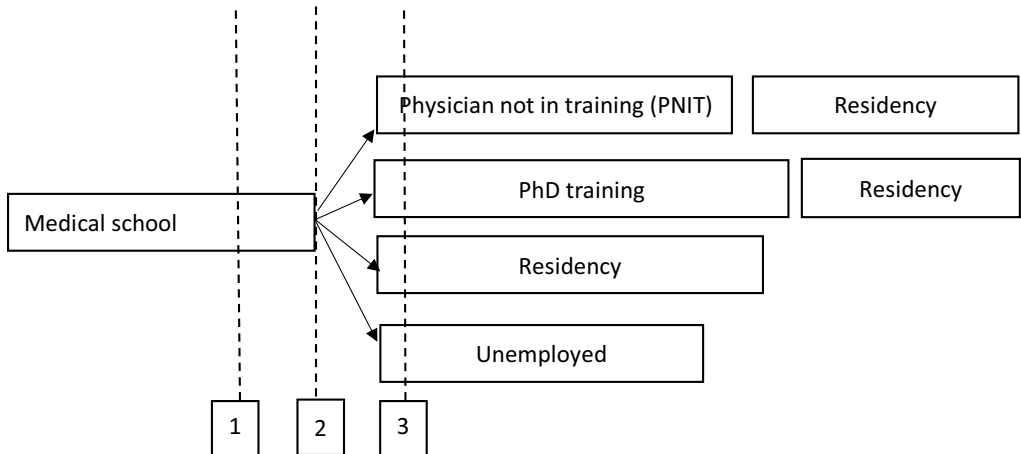 Physician not in training (PNIT)
Residency
PhD training
Residency
Medical school
Residency
Unemployed
1
2
3